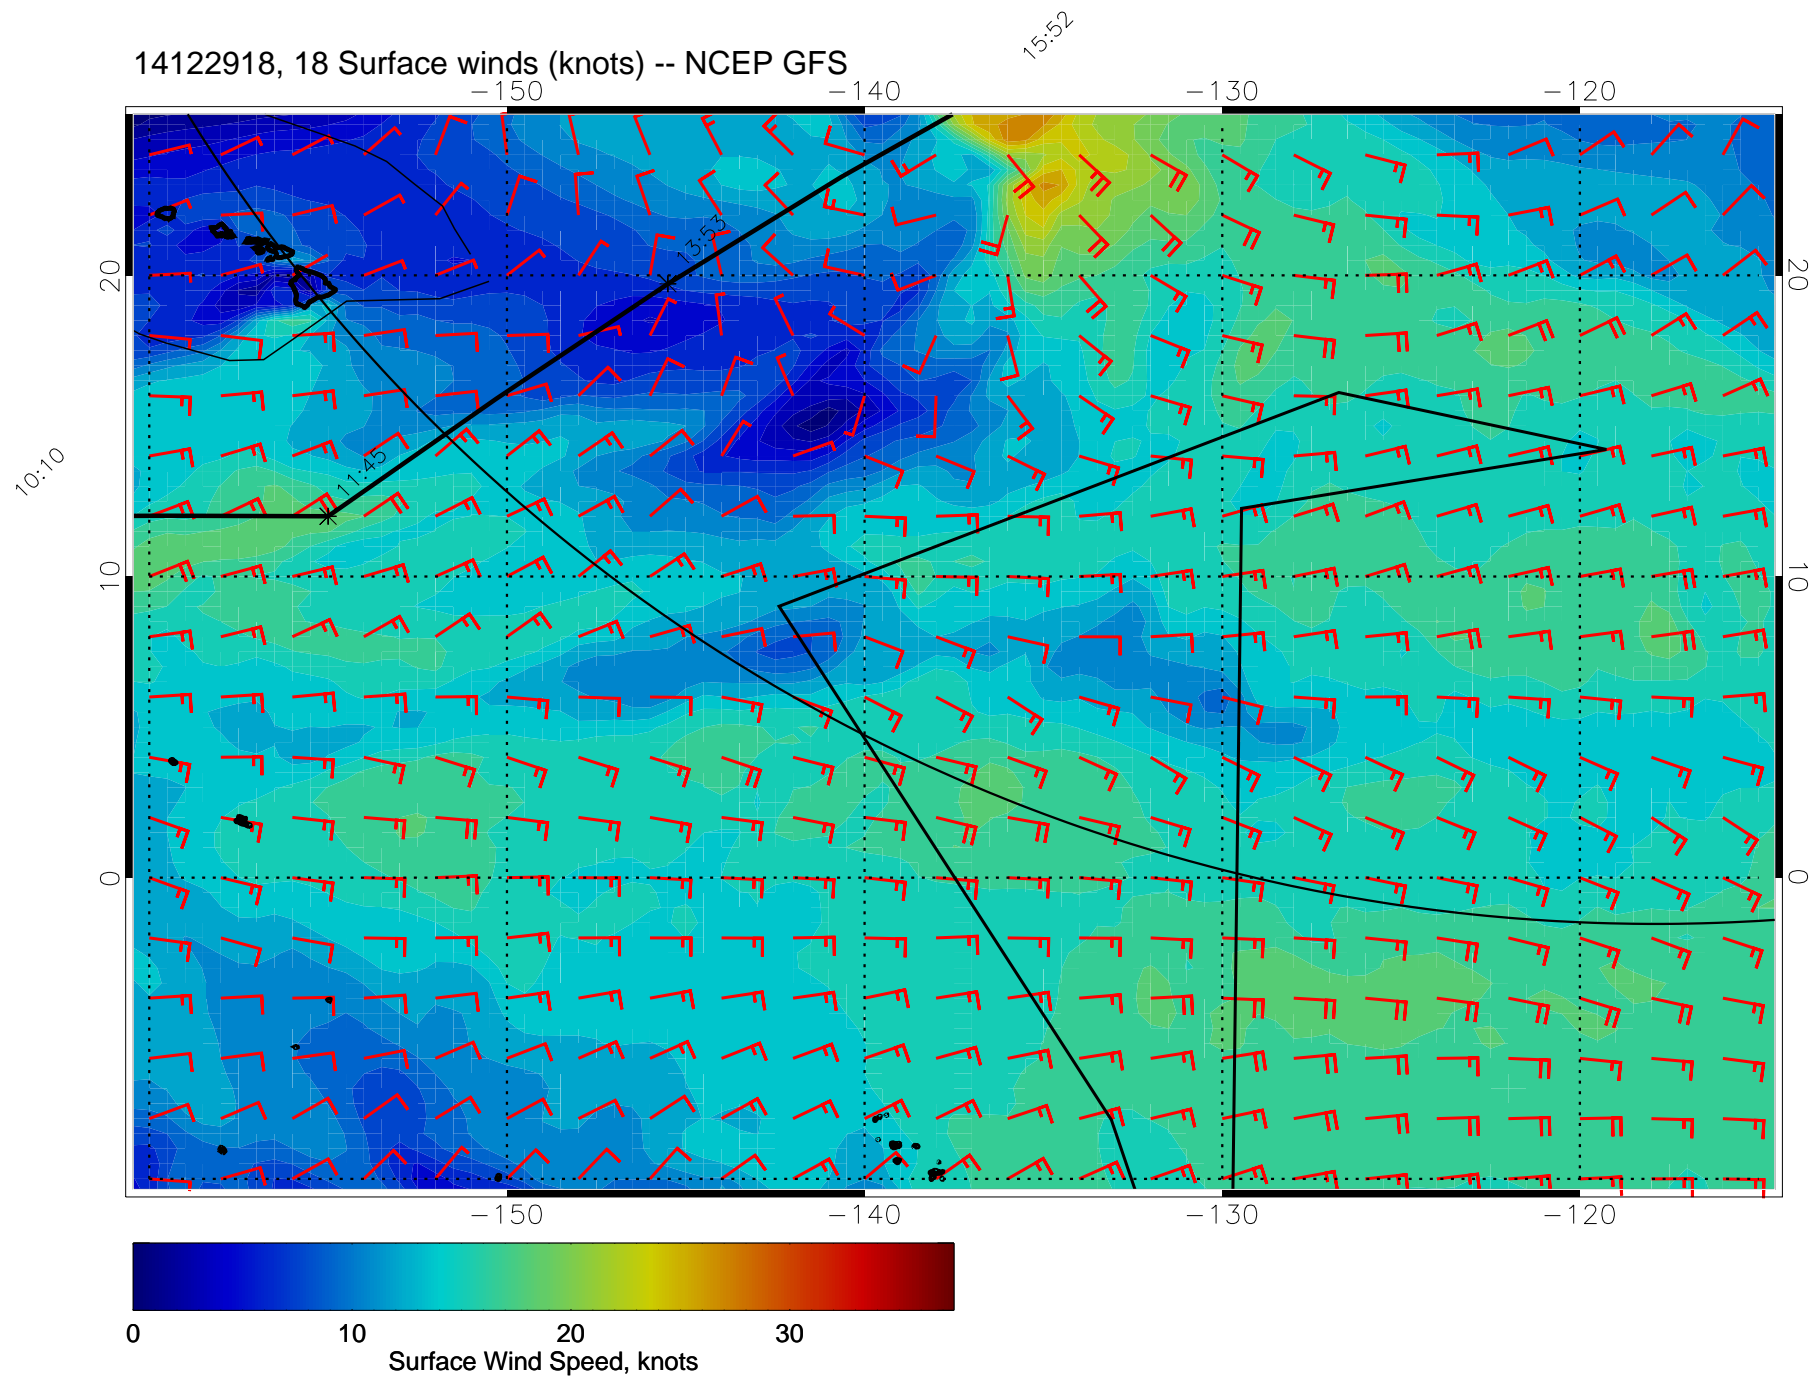 15:52
14122918, 18 Surface winds (knots) -- NCEP GFS
-150 -140 -130 -120
13:53
20 20
11:45
10:10
10 10
0 0
-150 -140 -130 -120
0 10 20 30
Surface Wind Speed, knots